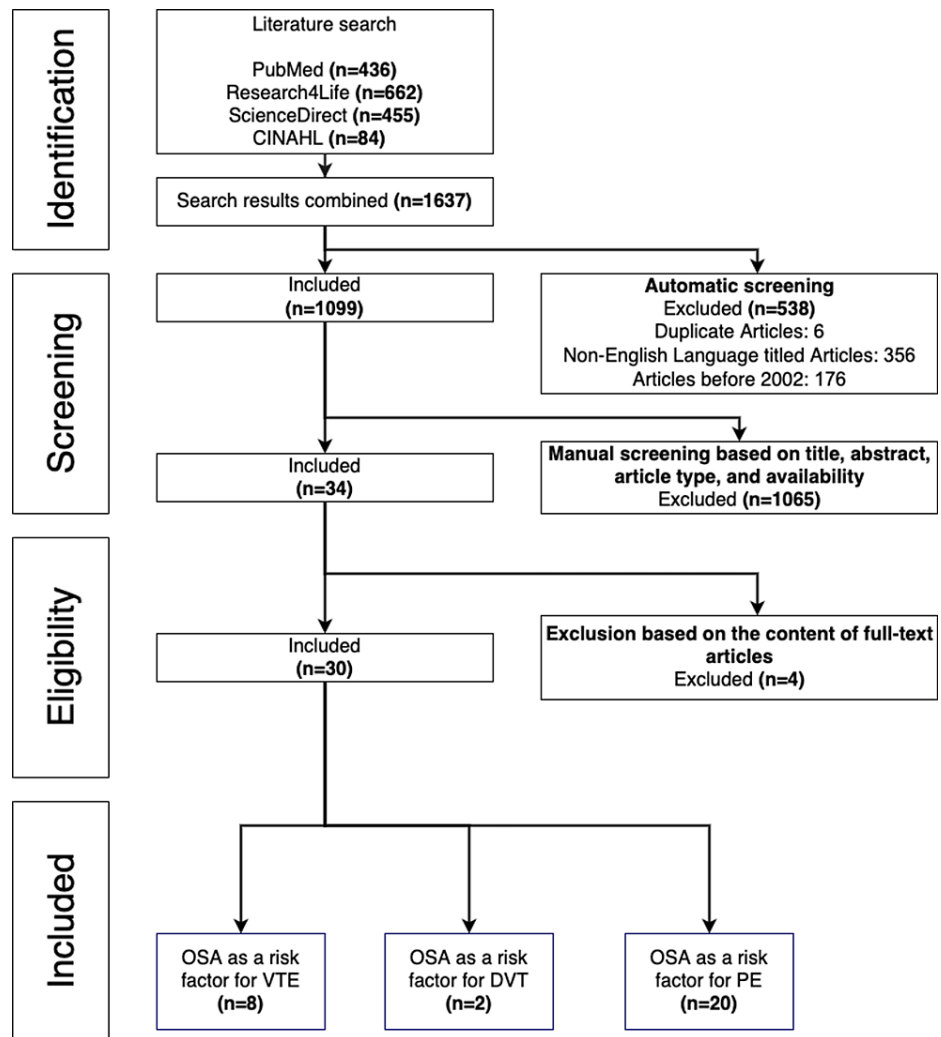 Identification
Literature search
PubMed (n=436)
Research4Life (n=662)
ScienceDirect (n=455)
CINAHL (n=84)
Search results combined (n=1637)
Screening
Included
(n=1099)
Automatic screening
Excluded (n=538)
Duplicate Articles: 6
Non-English Language titled Articles: 356
Articles before 2002: 176
Included
(n=34)
Manual screening based on title, abstract,
article type, and availability
Excluded (n=1065)
Eligibility
Included
(n=30)
Exclusion based on the content of full-text
articles
Excluded (n=4)
Included
OSA as a risk
factor for VTE
(n=8)
OSA as a risk
factor for DVT
(n=2)
OSA as a risk
factor for PE
(n=20)